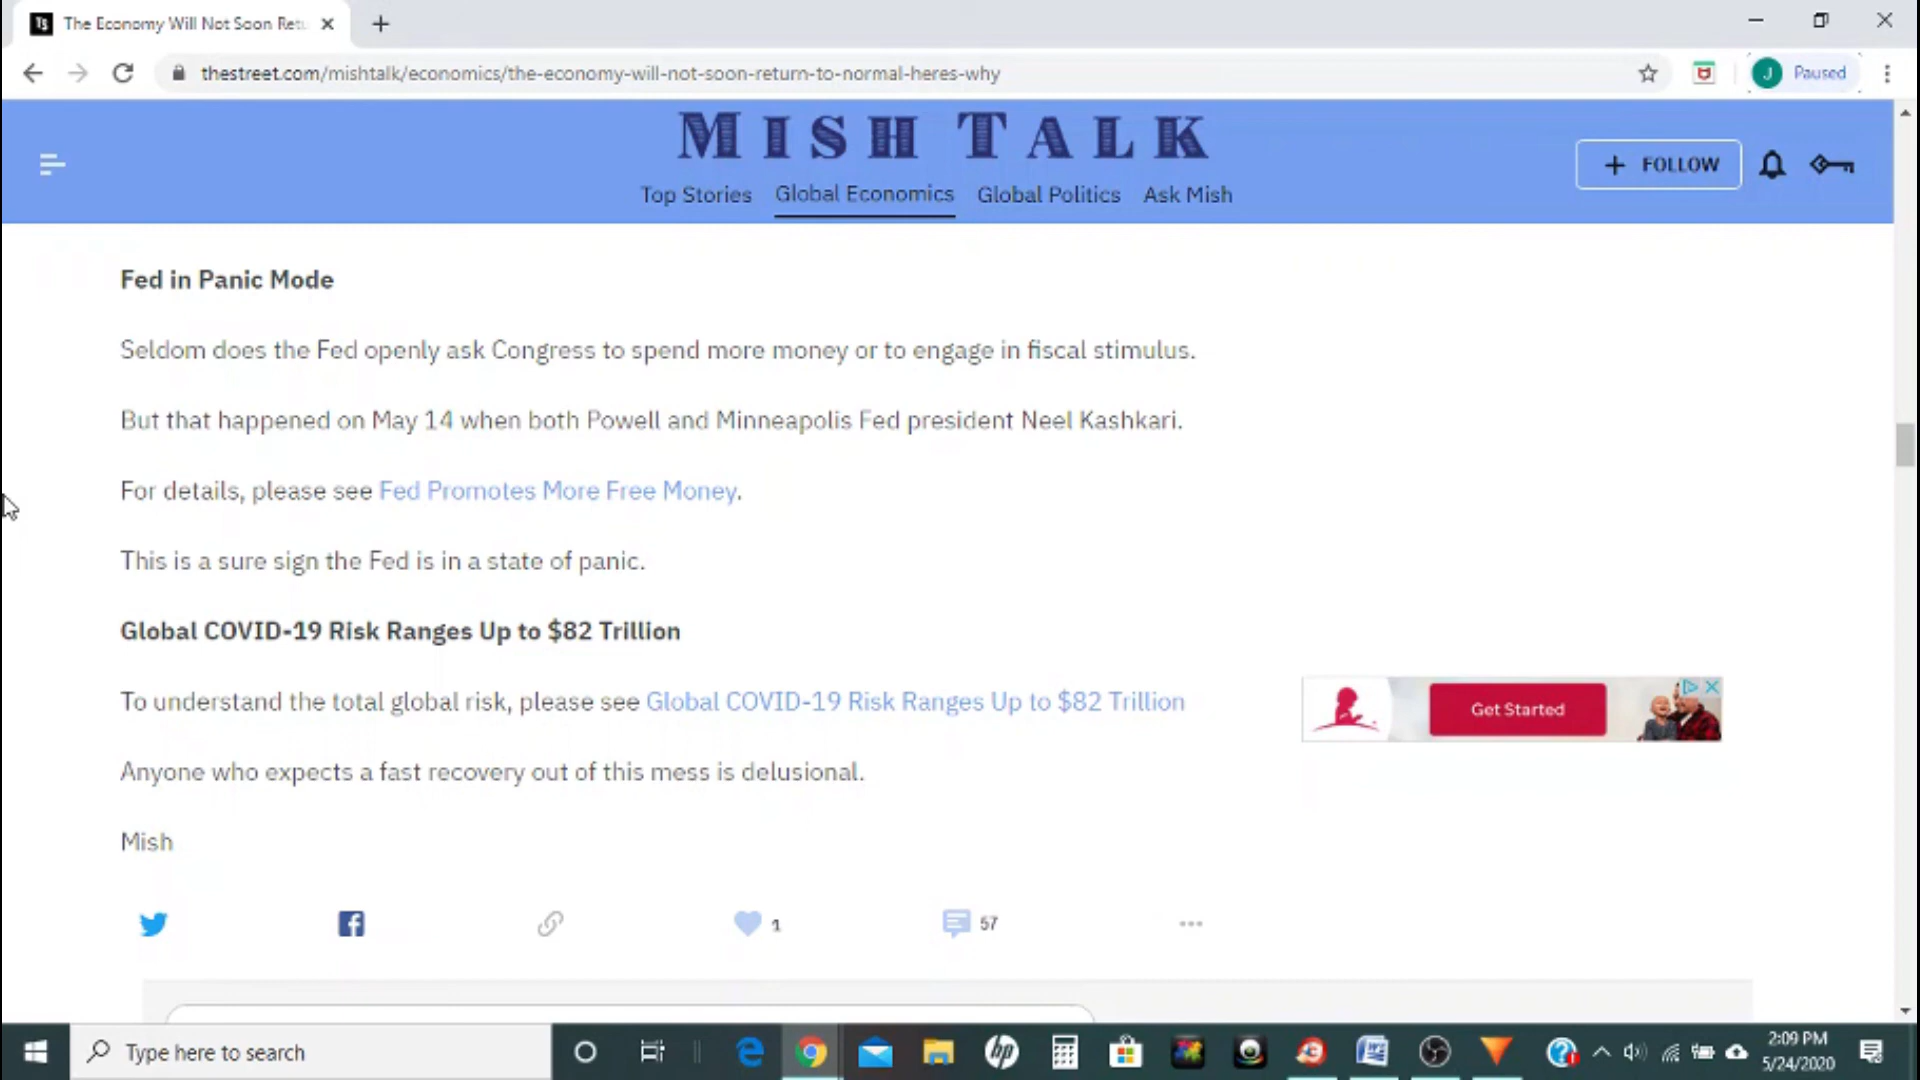 TS The Economy Will Not Soon Retu
thestreet.com/mishtalk/economics/the-economy-will-not-soon-return-to-normal-heres-why
J Paused
MISH TALK
Top Stories Global Economics Global Politics Ask Mish
+ FOLLOW
Fed in Panic Mode
Seldom does the Fed openly ask Congress to spend more money or to engage in fiscal stimulus.
But that happened on May 14 when both Powell and Minneapolis Fed president Neel Kashkari.
For details, please see Fed Promotes More Free Money.
This is a sure sign the Fed is in a state of panic.
Global COVID-19 Risk Ranges Up to $82 Trillion
To understand the total global risk, please see Global COVID-19 Risk Ranges Up to $82 Trillion
Get Started
Anyone who expects a fast recovery out of this mess is delusional.
Mish
1
57
Type here to search
hp
2:09 PM
5/24/2020